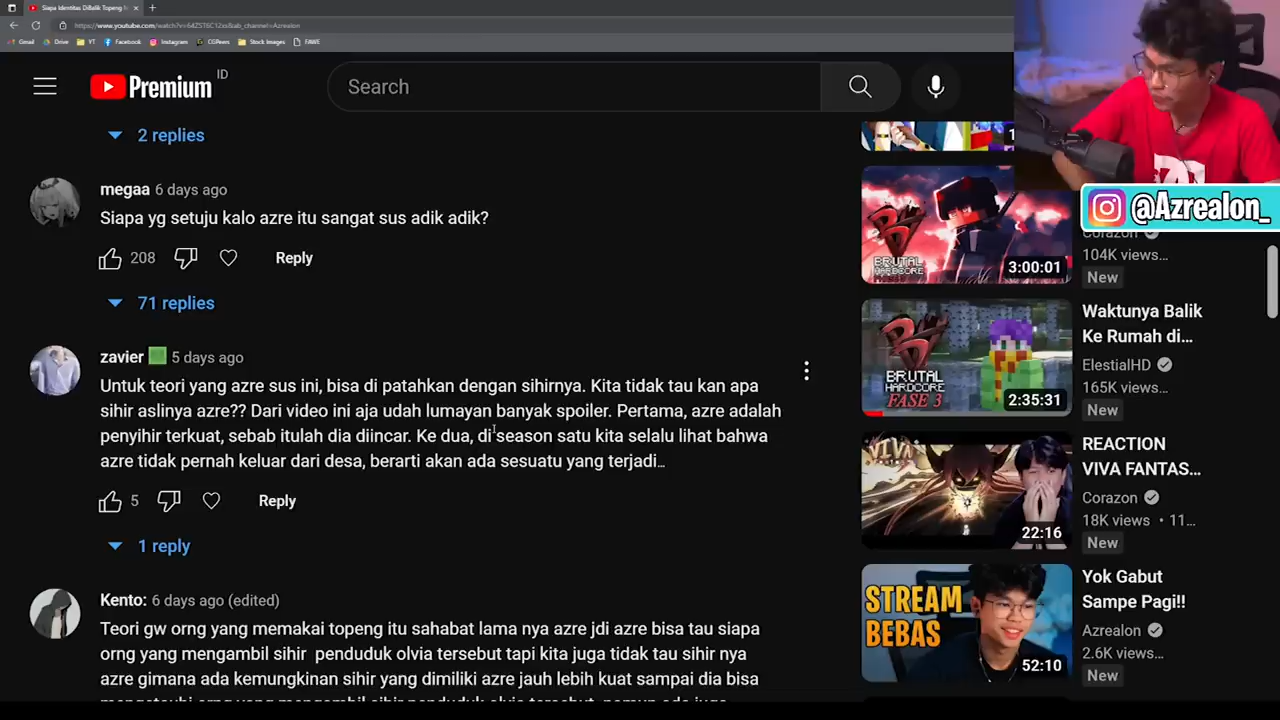 Siapa Identitas DiBalik Topeng
https://www.youtube.com/watch?v=64ZST6C12xs&ab_channel=Azrealon
Gmail
Drive
YT
Facebook
Instagram
CGPeers
Stock Images
FAWE
Premium
ID
Search
2 replies
megaa 6 days ago
Siapa yg setuju kalo azre itu sangat sus adik adik?
208
Reply
71 replies
zavier 5 days ago
Untuk teori yang azre sus ini, bisa di patahkan dengan sihirnya. Kita tidak tau kan apa
sihir aslinya azre?? Dari video ini aja udah lumayan banyak spoiler. Pertama, azre adalah
penyihir terkuat, sebab itulah dia diincar. Ke dua, di season satu kita selalu lihat bahwa
azre tidak pernah keluar dari desa, berarti akan ada sesuatu yang terjadi...
5
Reply
1 reply
Kento: 6 days ago (edited)
Teori gw orng yang memakai topeng itu sahabat lama nya azre jdi azre bisa tau siapa
orng yang mengambil sihir penduduk olvia tersebut tapi kita juga tidak tau sihir nya
azre gimana ada kemungkinan sihir yang dimiliki azre jauh lebih kuat sampai dia bisa
@Azrealon_
BRUTAL
HARDCORE
3:00:01
Corazon
104K views...
New
BRUTAL
HARDCORE
FASE 3
2:35:31
Waktunya Balik
Ke Rumah di...
ElestialHD
165K views...
New
VIVA
22:16
REACTION
VIVA FANTAS...
Corazon
18K views • 11...
New
STREAM
BEBAS
52:10
Yok Gabut
Sampe Pagi!!
Azrealon
2.6K views...
New